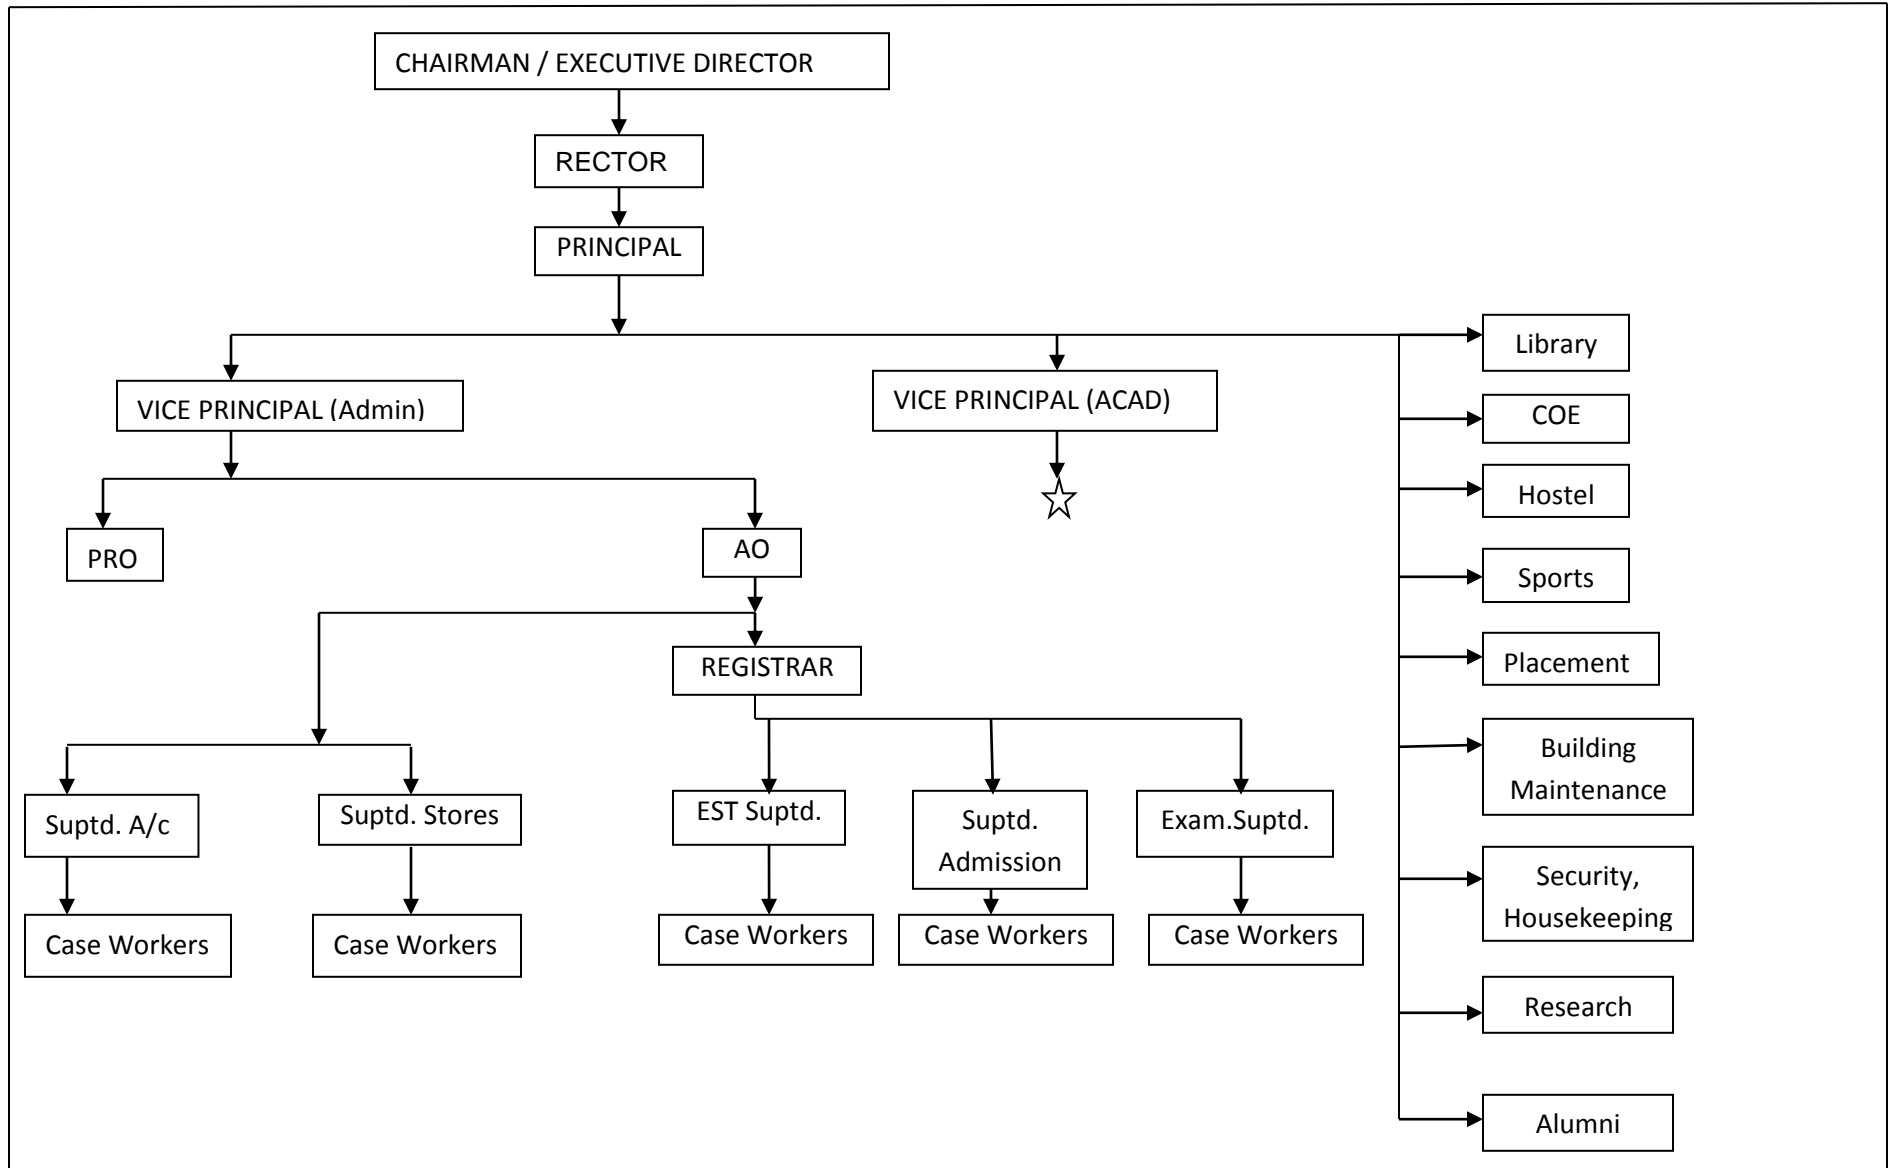 CHAIRMAN / EXECUTIVE DIRECTOR
RECTOR
PRINCIPAL
VICE PRINCIPAL (Admin)
VICE PRINCIPAL (ACAD)
PRO
AO
REGISTRAR
Suptd. A/c
Suptd. Stores
EST Suptd.
Suptd.
Admission
Exam.Suptd.
Case Workers
Case Workers
Case Workers
Case Workers
Case Workers
Library
COE
Hostel
Sports
Placement
Building
Maintenance
Security,
Housekeeping
Research
Alumni